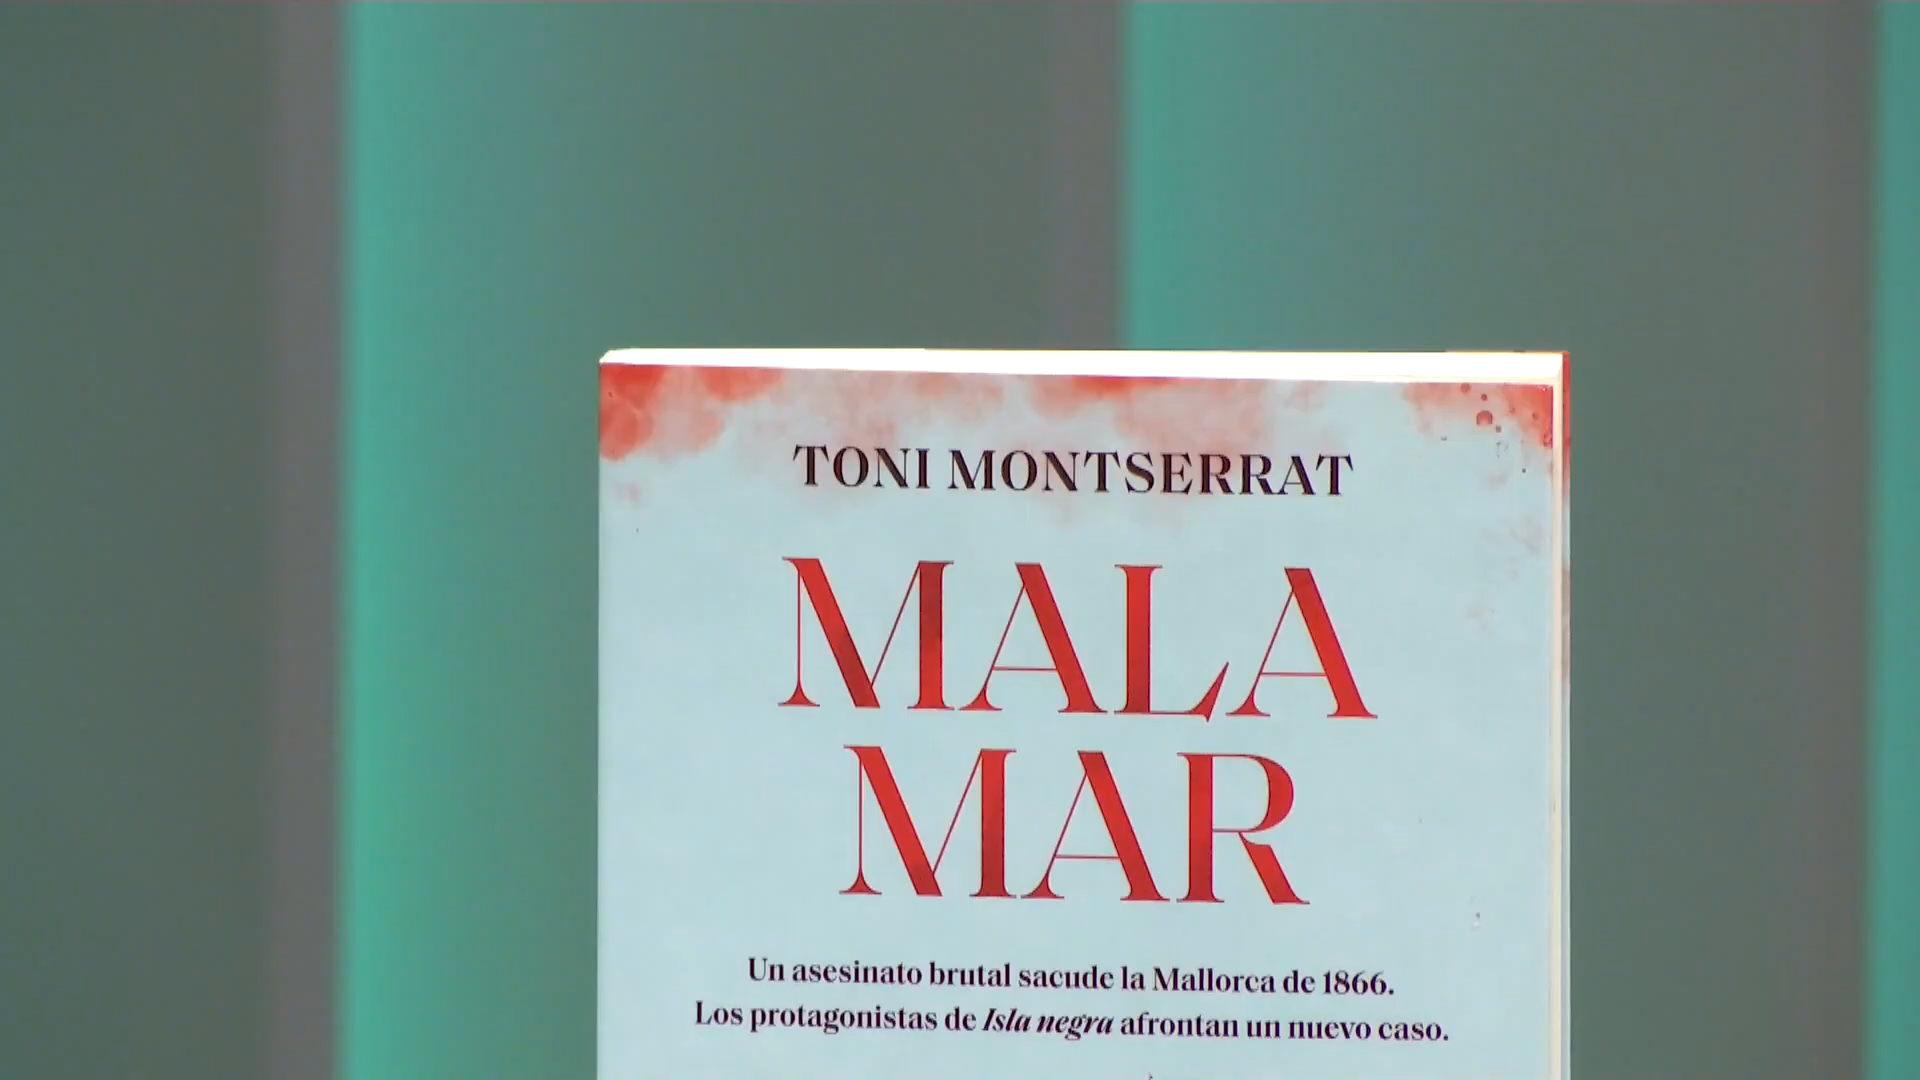 TONI MONTSERRAT
MALA
MAR
Un asesinato brutal sacude la Mallorca de 1866.
Los protagonistas de Isla negra afrontan un nuevo caso.